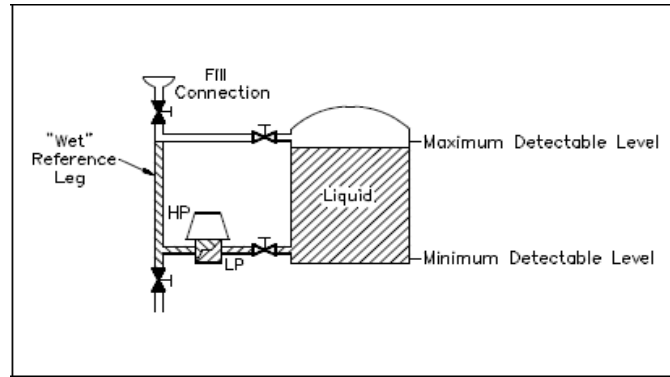 Fill
Connection
"Wet"
Reference
Leg
Maximum Detectable Level
Liquid
HP
LP
Minimum Detectable Level